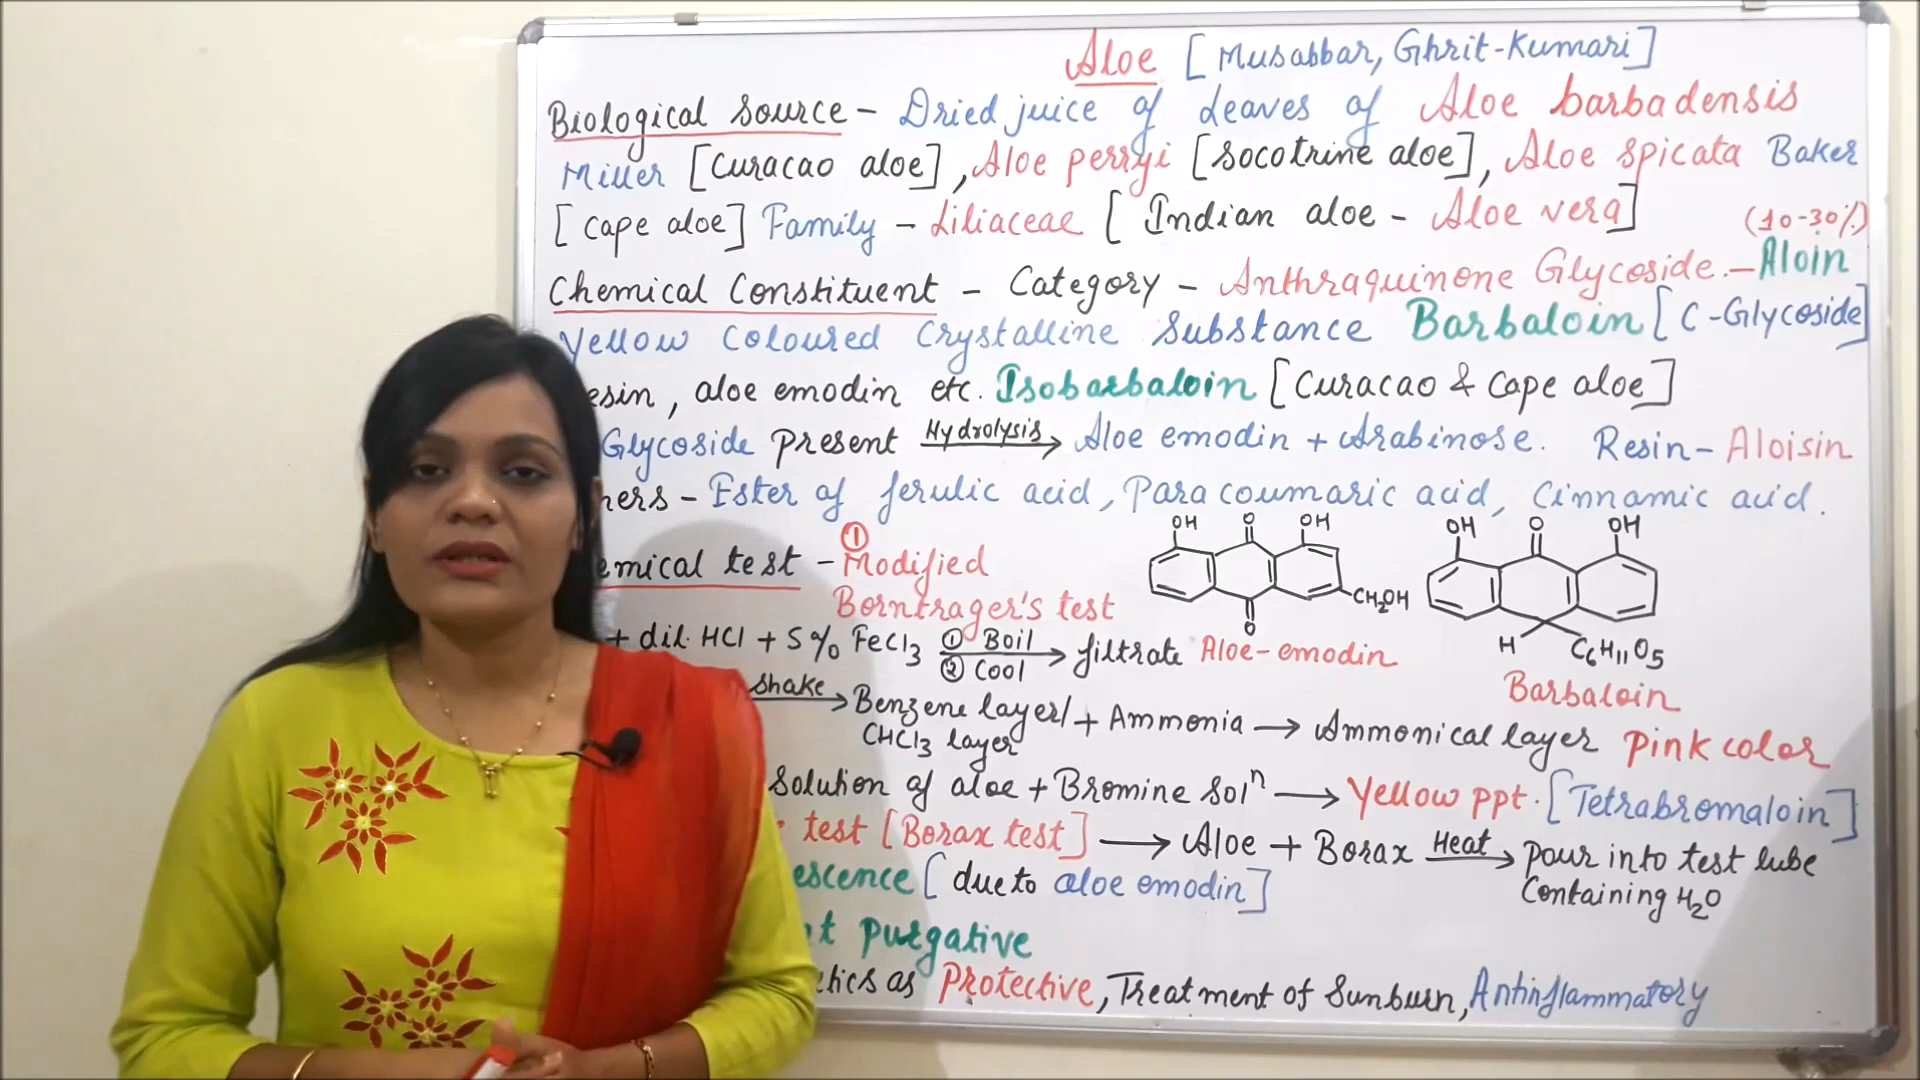 Aloe [Musabbar, Ghrit-Kumari]
Biological source - Dried juice of Leaves of Aloe barbadensis
Miller [Curacao aloe], Aloe perryi [Socotrine aloe], Aloe spicata Baker
[Cape aloe] Family - Liliaceae [Indian aloe - Aloe vera]
(10-30%)
Chemical Constituent - Category - Anthraquinone Glycoside. - Aloin
Yellow Coloured Crystalline Substance Barbaloin [C-Glycoside]
esin, aloe emodin etc. Isobarbaloin [Curacao & Cape aloe]
Glycoside present Hydrolysis → Aloe emodin + Arabinose. Resin - Aloisin
hers - Ester of ferulic acid, Para coumaric acid, Cinnamic acid.
emical test - ① Modified
Borntrager's test
OH O OH
CH₂OH
O
Aloe-emodin
OH O OH
H C₆H₁₁O₅
Barbaloin
+ dil. HCl + 5% FeCl₃ ① Boil ② Cool → filtrate
Shake → Benzene layer/ CHCl₃ layer + Ammonia → Ammonical layer pink color
Solution of aloe + Bromine Solⁿ → Yellow ppt. [Tetrabromaloin]
test [Borax test] → Aloe + Borax Heat → pour into test tube
Containing H₂O
escence [due to aloe emodin]
t purgative
etics as Protective, Treatment of Sunburn, Antinflammatory